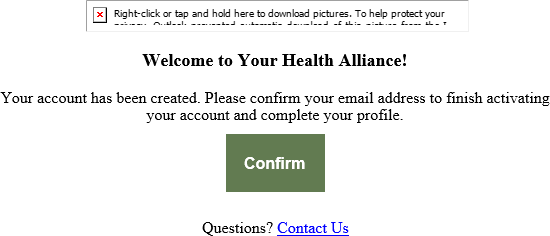 Right-click or tap and hold here to download pictures. To help protect your
privacy, Outlook prevented automatic download of this picture from the I
Welcome to Your Health Alliance!
Your account has been created. Please confirm your email address to finish activating
your account and complete your profile.
Confirm
Questions? Contact Us